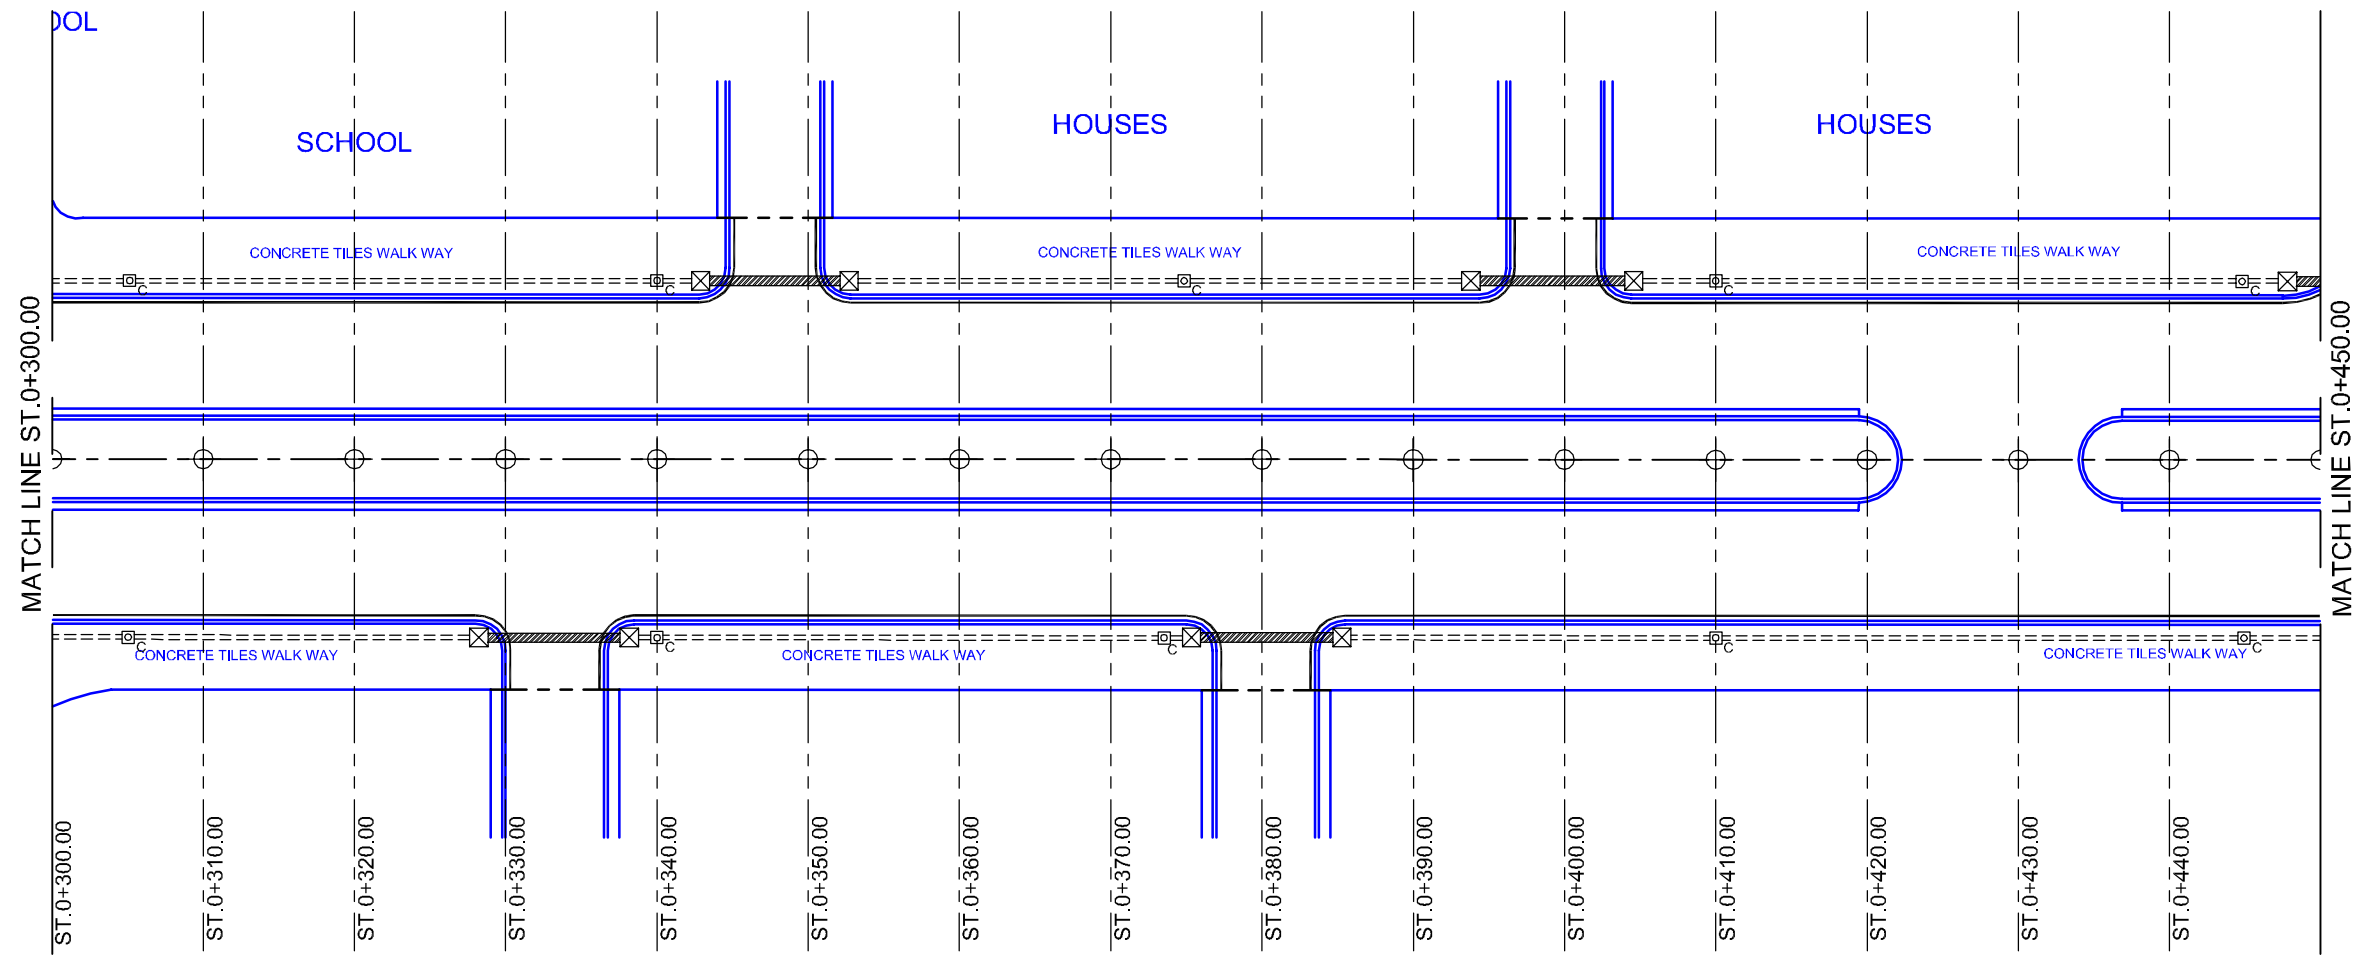 OOL
SCHOOL
HOUSES
HOUSES
CONCRETE TILES WALK WAY
CONCRETE TILES WALK WAY
CONCRETE TILES WALK WAY
C
C
C
C
C
MATCH LINE ST.0+300.00
MATCH LINE ST.0+450.00
C
C
C
C
C
CONCRETE TILES WALK WAY
CONCRETE TILES WALK WAY
CONCRETE TILES WALK WAY
ST.0+300.00
ST.0+310.00
ST.0+320.00
ST.0+330.00
ST.0+340.00
ST.0+350.00
ST.0+360.00
ST.0+370.00
ST.0+380.00
ST.0+390.00
ST.0+400.00
ST.0+410.00
ST.0+420.00
ST.0+430.00
ST.0+440.00